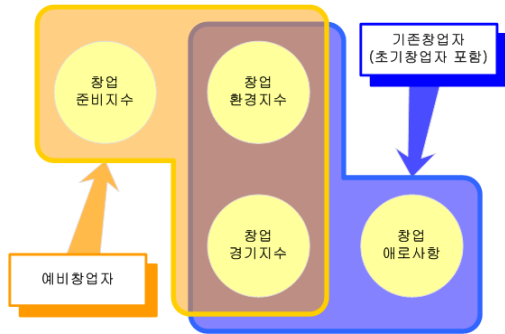 기존창업자
(초기창업자 포함)
창업
준비지수
창업
환경지수
창업
경기지수
창업
애로사항
예비창업자